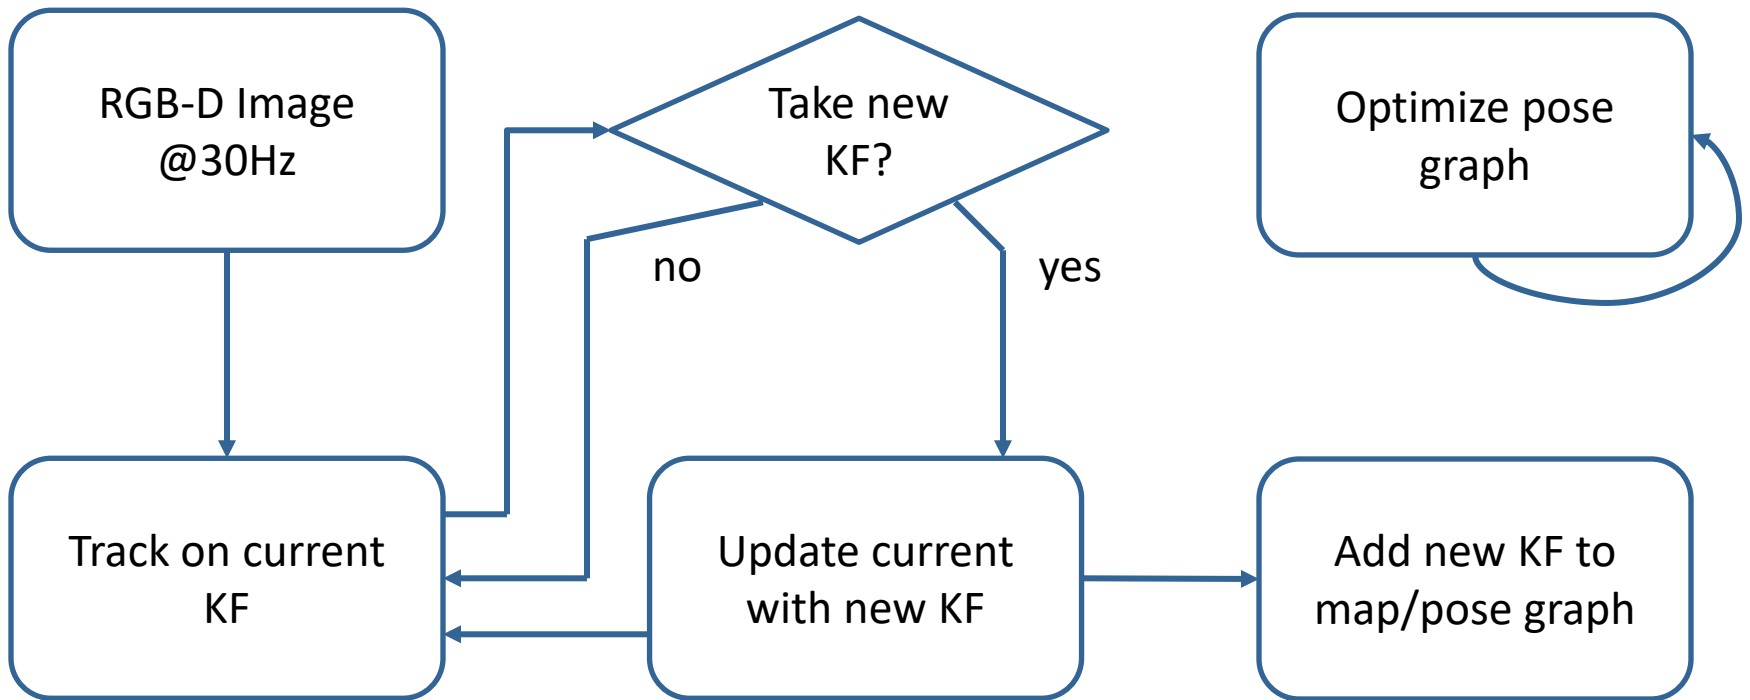 RGB-D Image
@30Hz
Take new
KF?
Optimize pose
graph
no
yes
Track on current
KF
Update current
with new KF
Add new KF to
map/pose graph